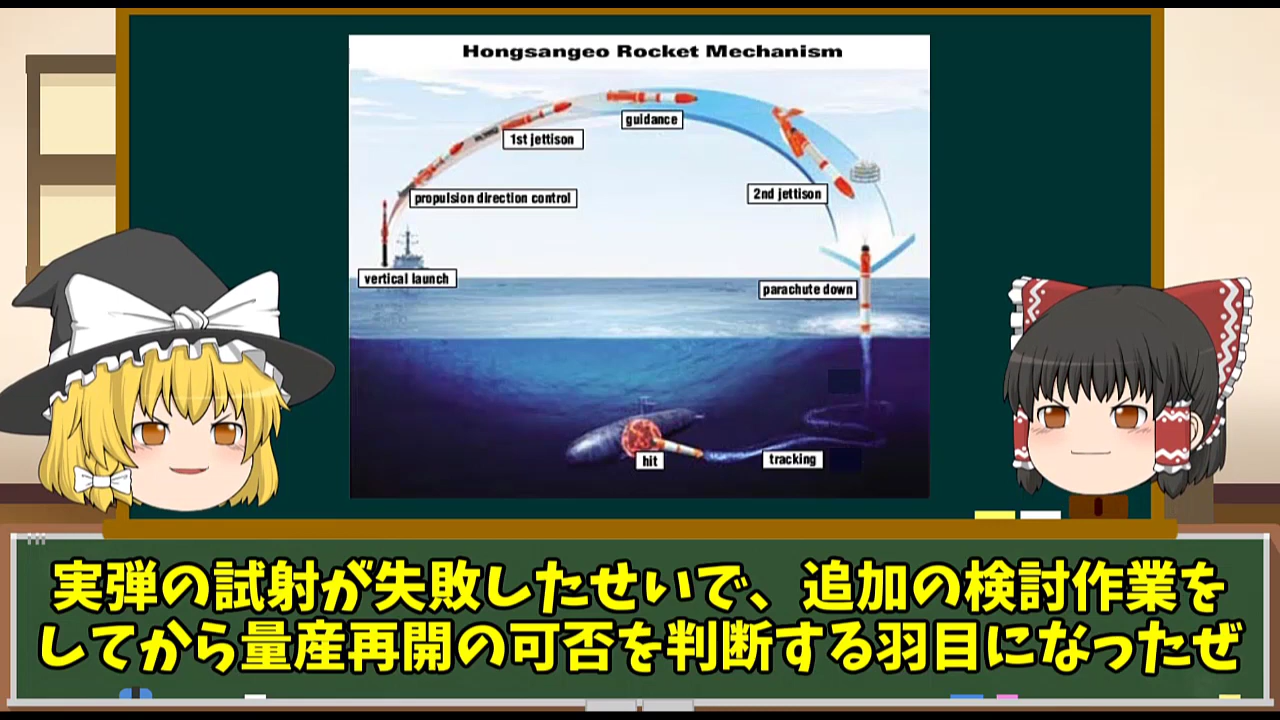 Hongsangeo Rocket Mechanism
guidance
1st jettison
propulsion direction control
2nd jettison
vertical launch
parachute down
hit
tracking
実弾の試射が失敗したせいで、追加の検討作業を
してから量産再開の可否を判断する羽目になったぜ